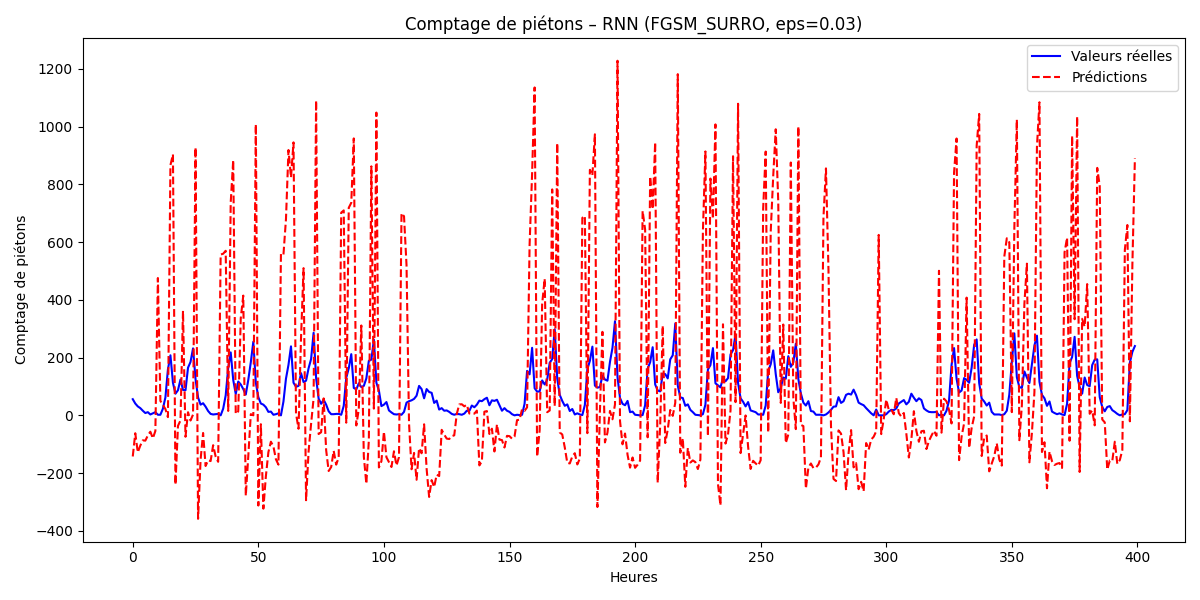 Comptage de piétons – RNN (FGSM_SURRO, eps=0.03)
Valeurs réelles
Prédictions
Comptage de piétons
1200
1000
800
600
400
200
0
−200
−400
0 50 100 150 200 250 300 350 400
Heures